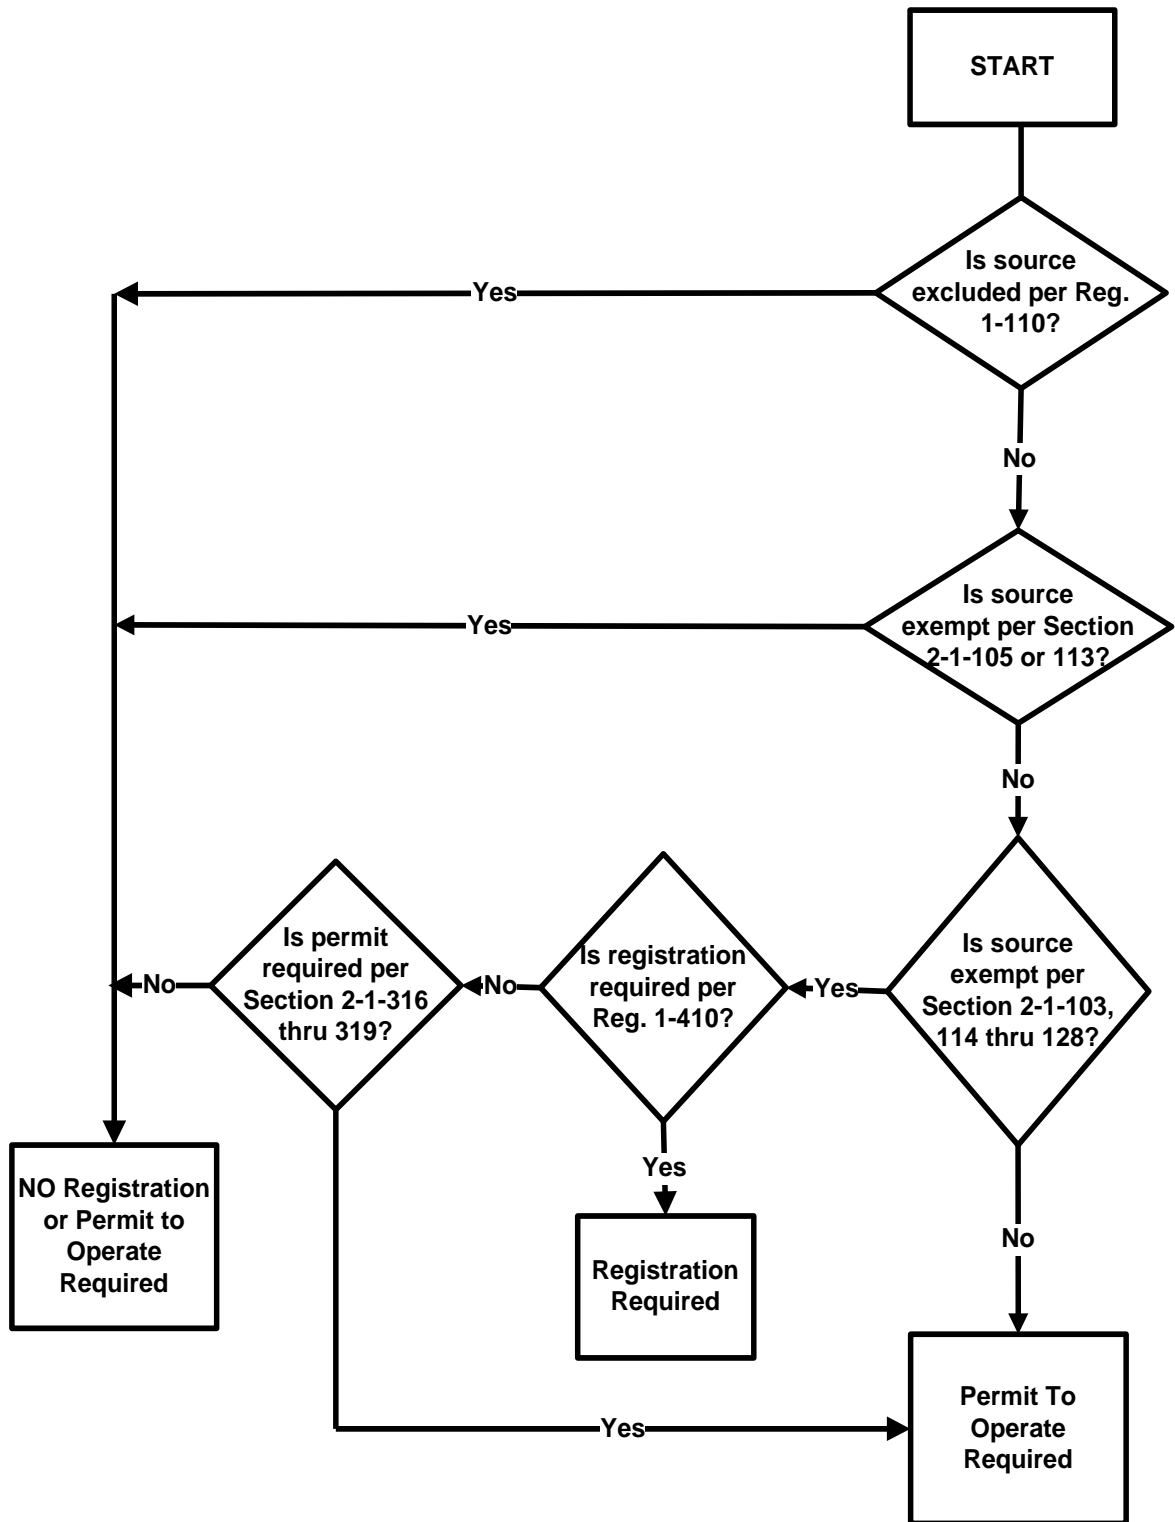 START
Is source
excluded per Reg.
1-110?
Yes
No
Is source
exempt per Section
2-1-105 or 113?
Yes
No
Is source
exempt per
Section 2-1-103,
114 thru 128?
Yes
Is registration
required per
Reg. 1-410?
No
Is permit
required per
Section 2-1-316
thru 319?
No
Yes
No
NO Registration
or Permit to
Operate
Required
Registration
Required
Yes
Permit To
Operate
Required